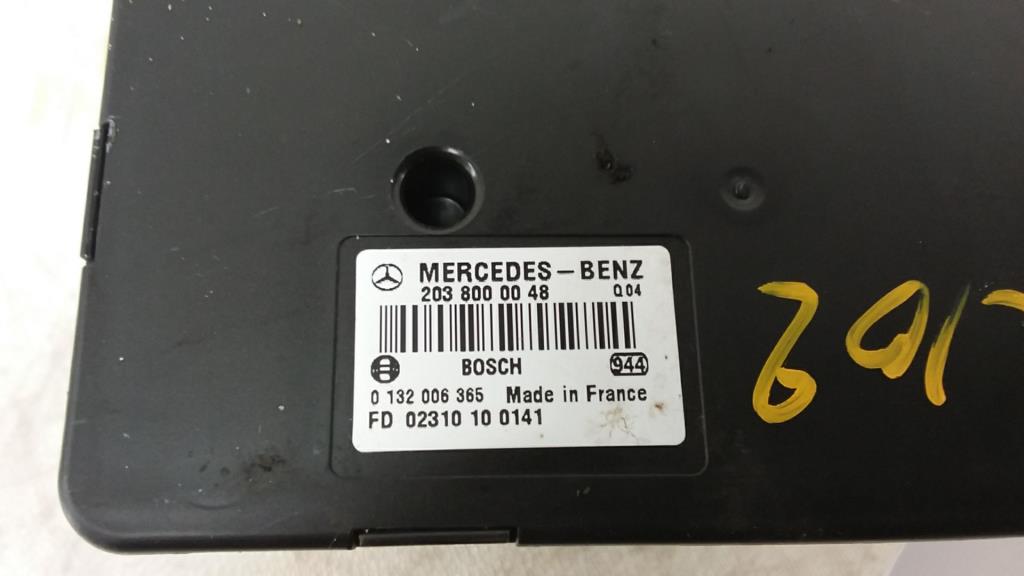 MERCEDES-BENZ
203 800 00 48 Q04
BOSCH 944
0 132 006 365 Made in France
FD 02310 10 0141